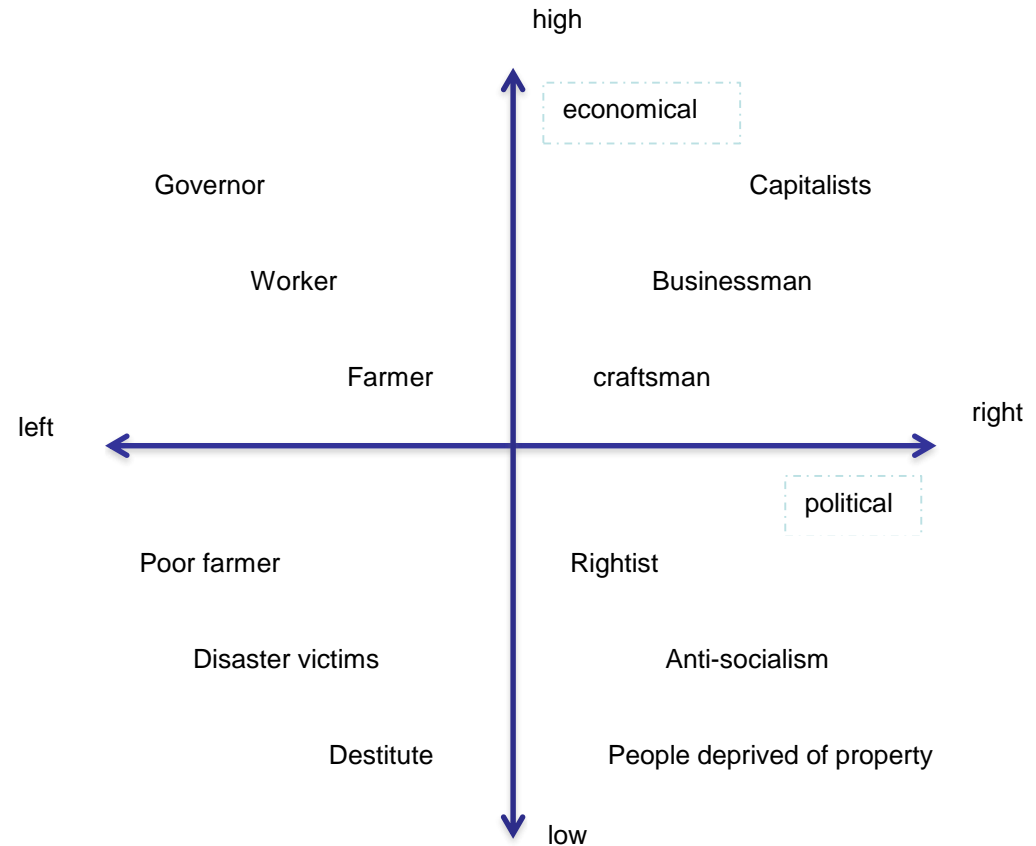 high
economical
Governor
Capitalists
Worker
Businessman
Farmer
craftsman
left
right
political
Poor farmer
Rightist
Disaster victims
Anti-socialism
Destitute
People deprived of property
low